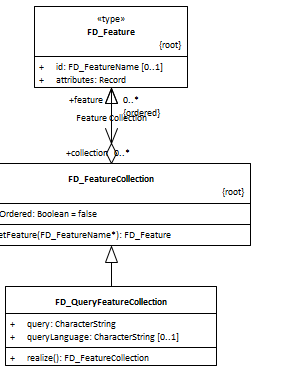 «type»
FD_Feature
{root}
+ id: FD_FeatureName [0..1]
+ attributes: Record
+feature 0..*
{ordered}
Feature Collection
+collection 0..*
FD_FeatureCollection
{root}
Ordered: Boolean = false
etFeature(FD_FeatureName*): FD_Feature
FD_QueryFeatureCollection
+ query: CharacterString
+ queryLanguage: CharacterString [0..1]
+ realize(): FD_FeatureCollection